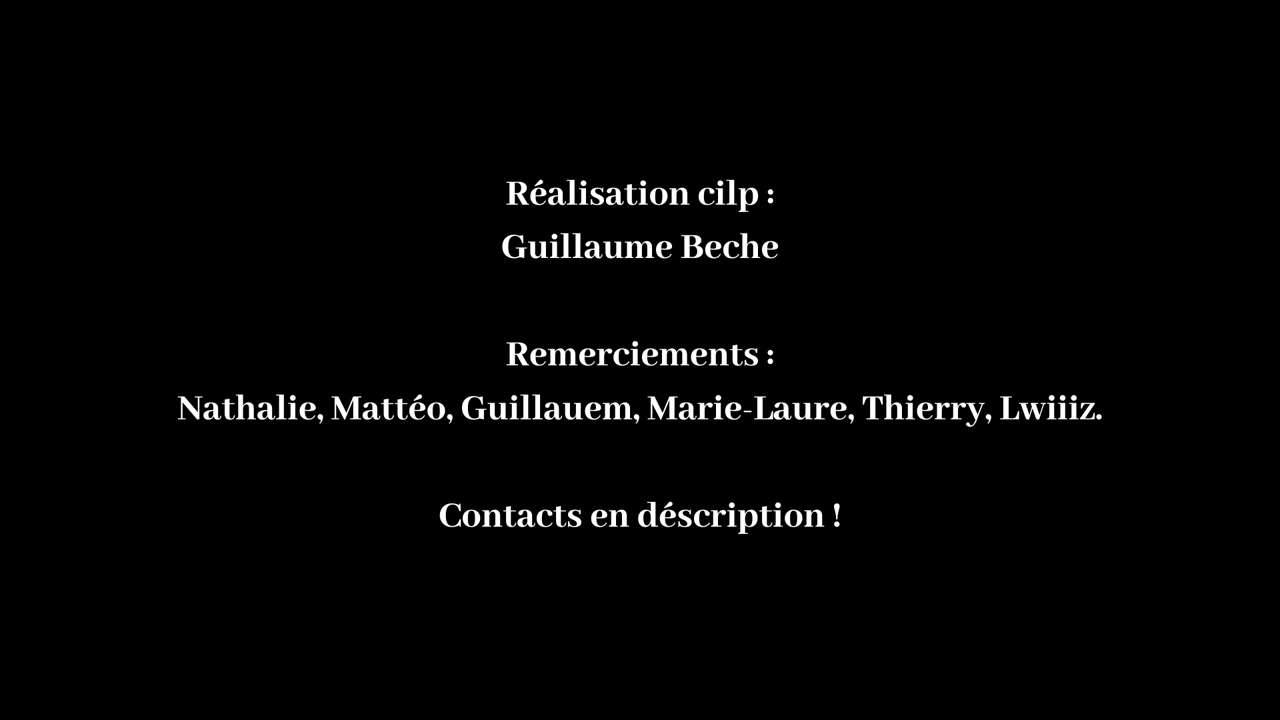 Réalisation cilp :
Guillaume Beche
Remerciements :
Nathalie, Mattéo, Guillauem, Marie-Laure, Thierry, Lwiiiz.
Contacts en déscription !